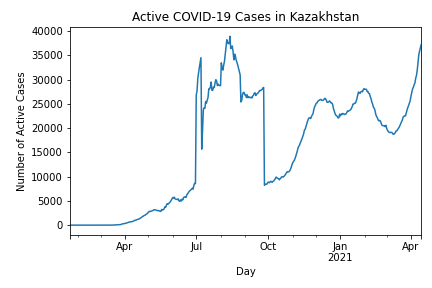 Active COVID-19 Cases in Kazakhstan
40000
35000
30000
25000
20000
15000
10000
5000
0
Number of Active Cases
Apr Jul Oct Jan Apr
2021
Day